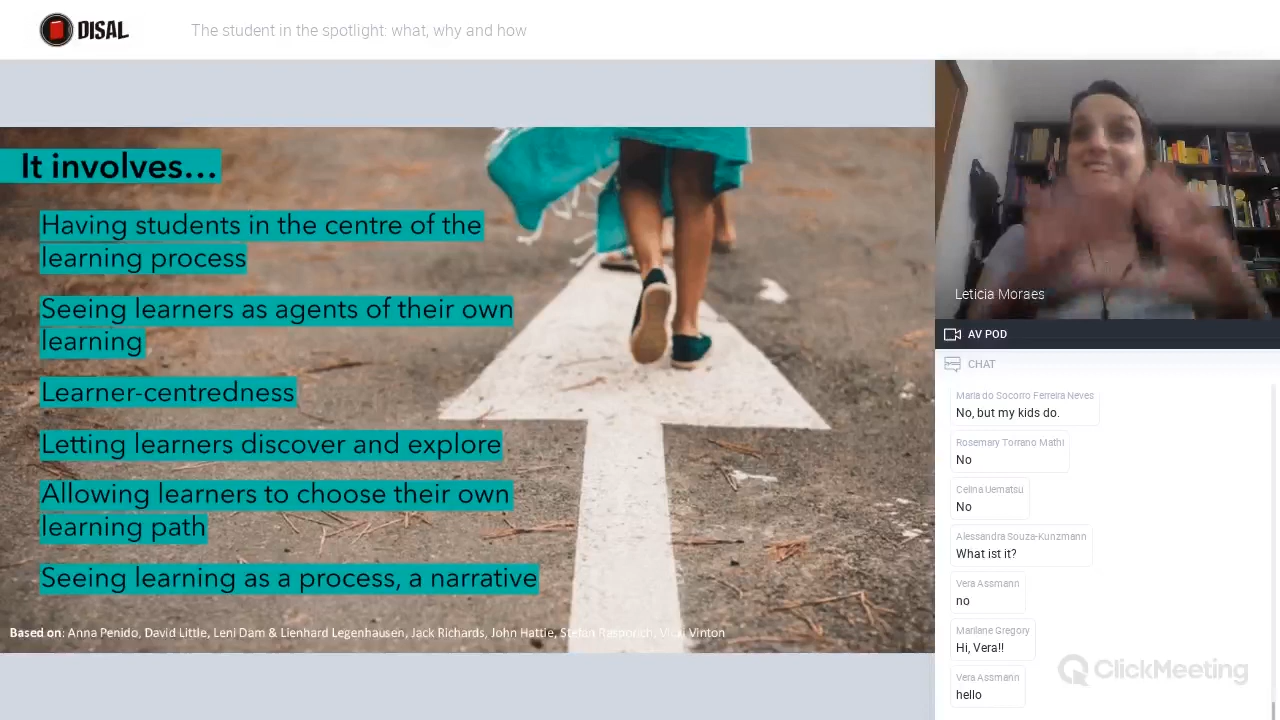 DISAL
The student in the spotlight: what, why and how
It involves...
Having students in the centre of the
learning process
Seeing learners as agents of their own
learning
Learner-centredness
Letting learners discover and explore
Allowing learners to choose their own
learning path
Seeing learning as a process, a narrative
Based on: Anna Penido, David Little, Leni Dam & Lienhard Legenhausen, Jack Richards, John Hattie, Stefan Rasporich, Vicki Vinton
Leticia Moraes
AV POD
CHAT
Maria do Socorro Ferreira Neves
No, but my kids do.
Rosemary Torrano Mathi
No
Celina Uematsu
No
Alessandra Souza-Kunzmann
What ist it?
Vera Assmann
no
Marilane Gregory
Hi, Vera!!
Vera Assmann
hello
ClickMeeting